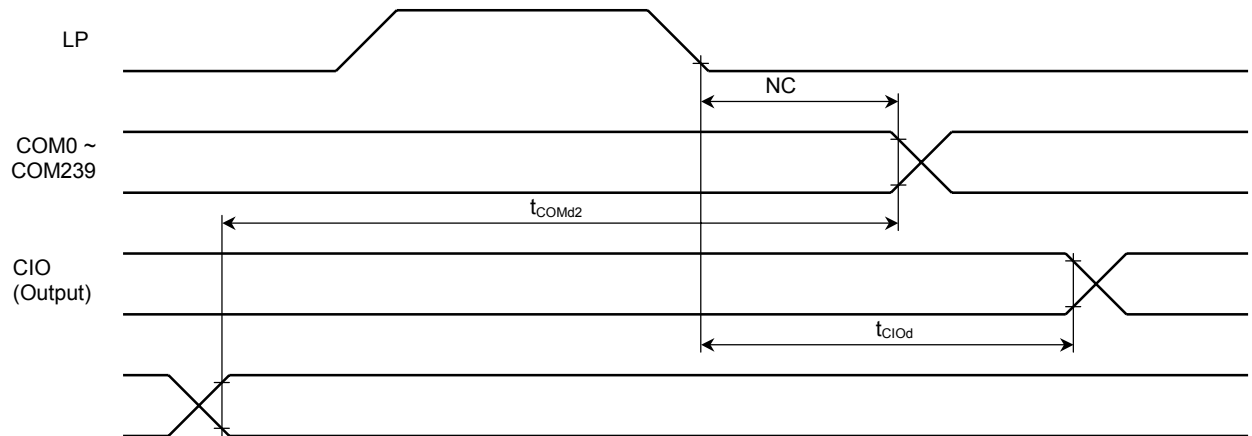 LP
NC
COM0 ~
COM239
tCOMd2
CIO
(Output)
tCIOd